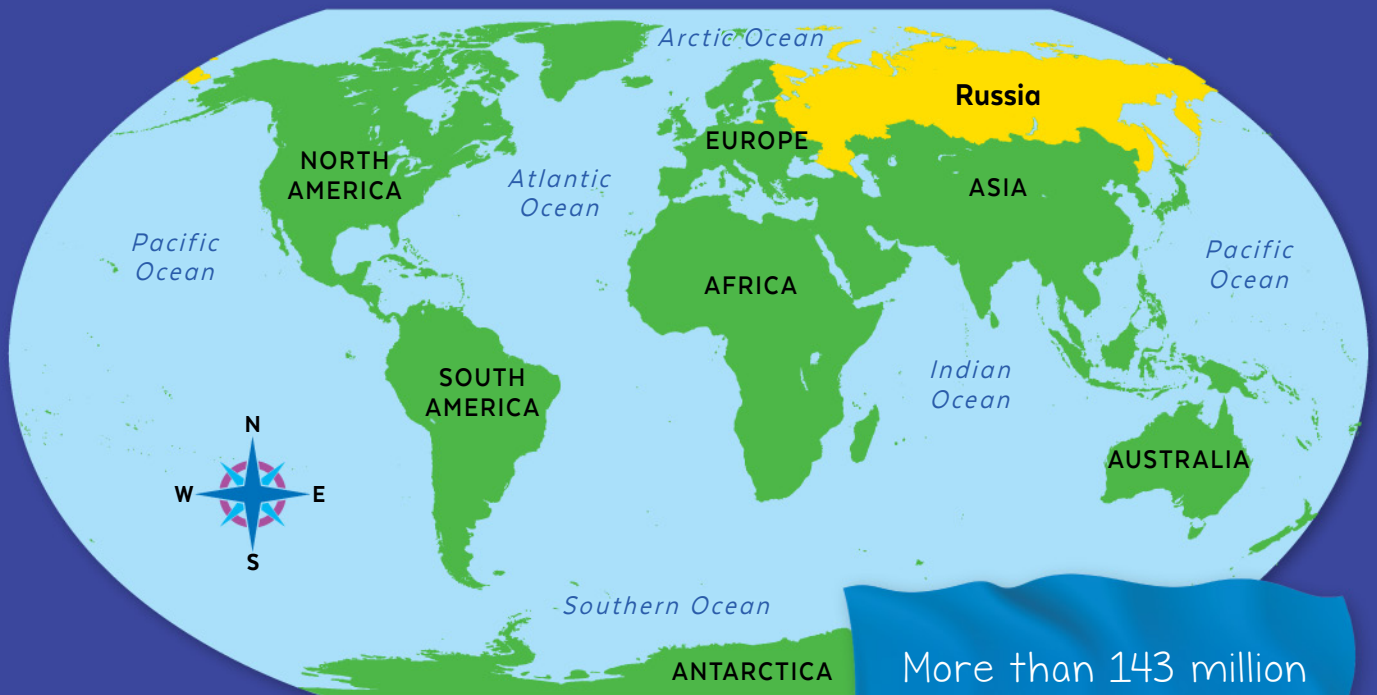 Arctic Ocean
Russia
EUROPE
NORTH
AMERICA
Atlantic
Ocean
ASIA
Pacific
Ocean
Pacific
Ocean
AFRICA
SOUTH
AMERICA
Indian
Ocean
N
W
E
S
AUSTRALIA
Southern Ocean
ANTARCTICA
More than 143 million